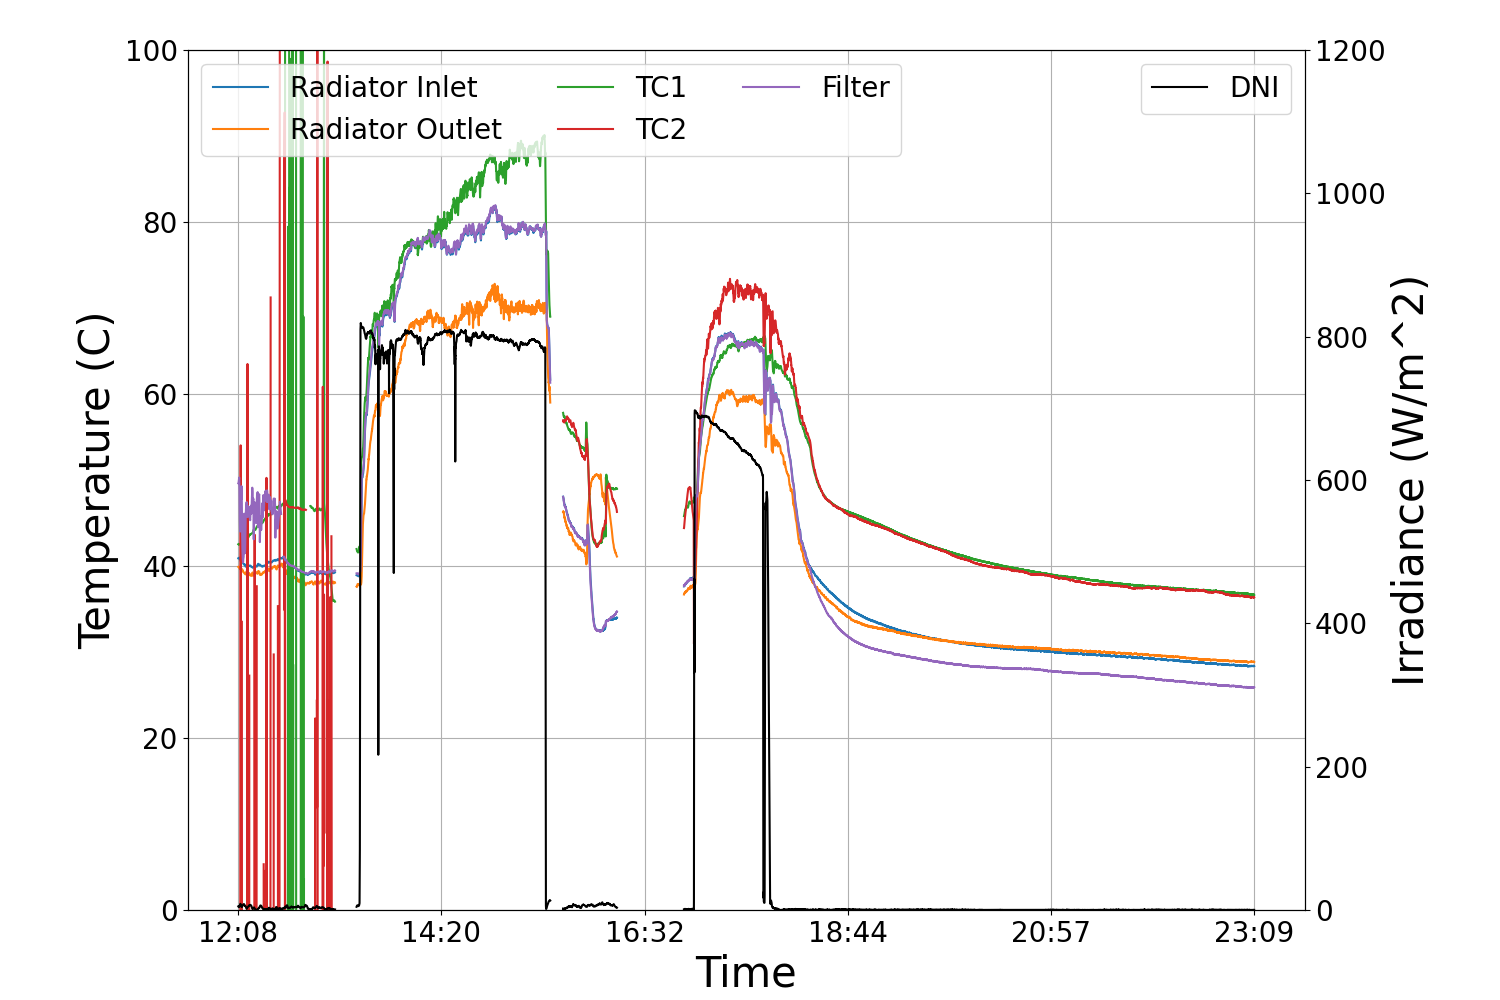 100
80
60
40
20
0
Temperature (C)
Radiator Inlet
Radiator Outlet
TC1
TC2
Filter
DNI
1200
1000
800
600
400
200
0
Irradiance (W/m^2)
12:08 14:20 16:32 18:44 20:57 23:09
Time